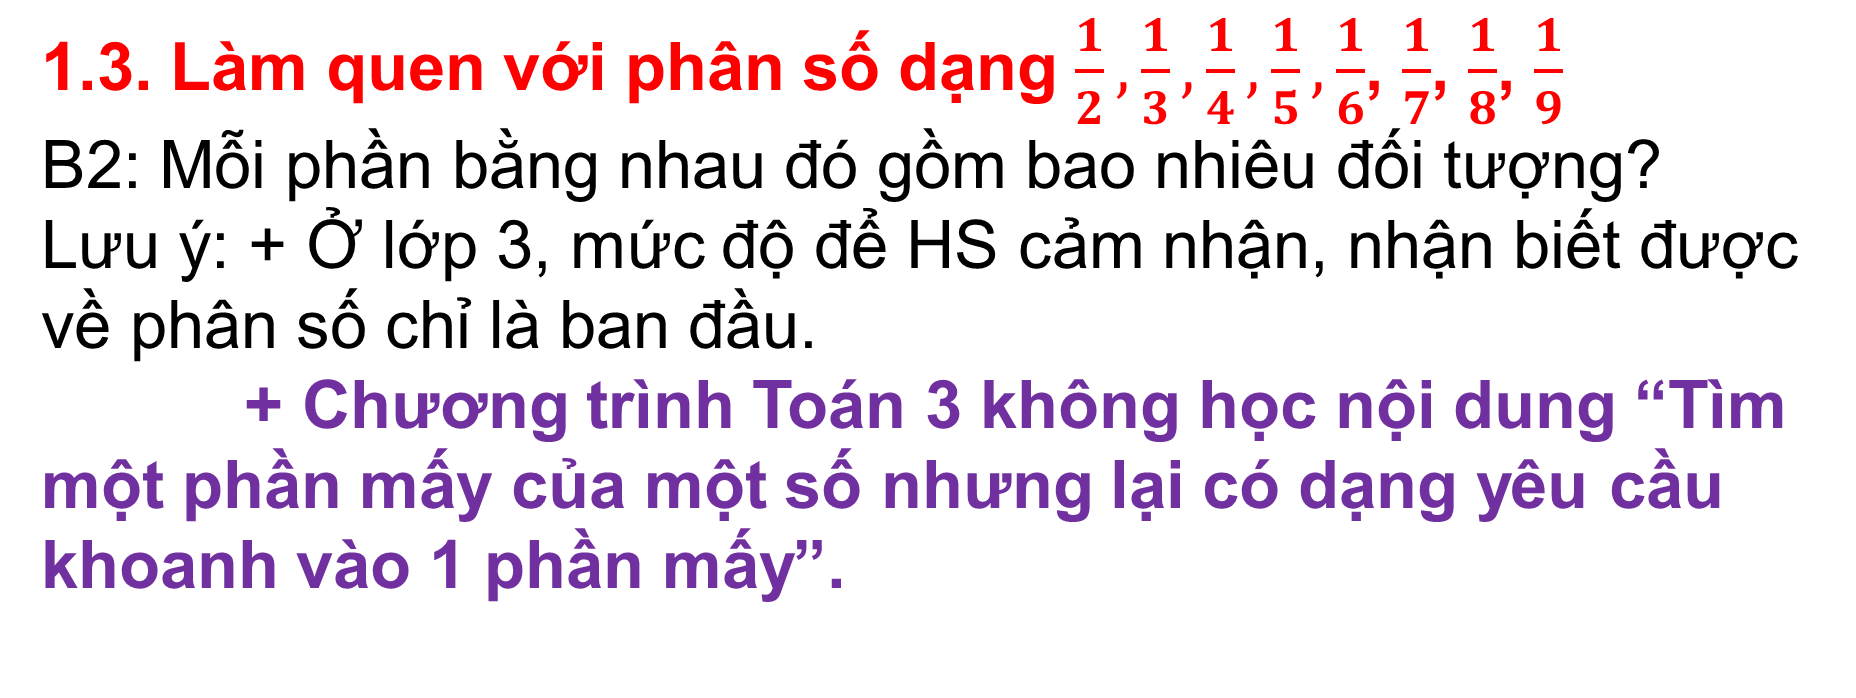 1.3. Làm quen với phân số dạng 1/2, 1/3, 1/4, 1/5, 1/6, 1/7, 1/8, 1/9
B2: Mỗi phần bằng nhau đó gồm bao nhiêu đối tượng?
Lưu ý: + Ở lớp 3, mức độ để HS cảm nhận, nhận biết được
về phân số chỉ là ban đầu.
+ Chương trình Toán 3 không học nội dung “Tìm
một phần mấy của một số nhưng lại có dạng yêu cầu
khoanh vào 1 phần mấy”.